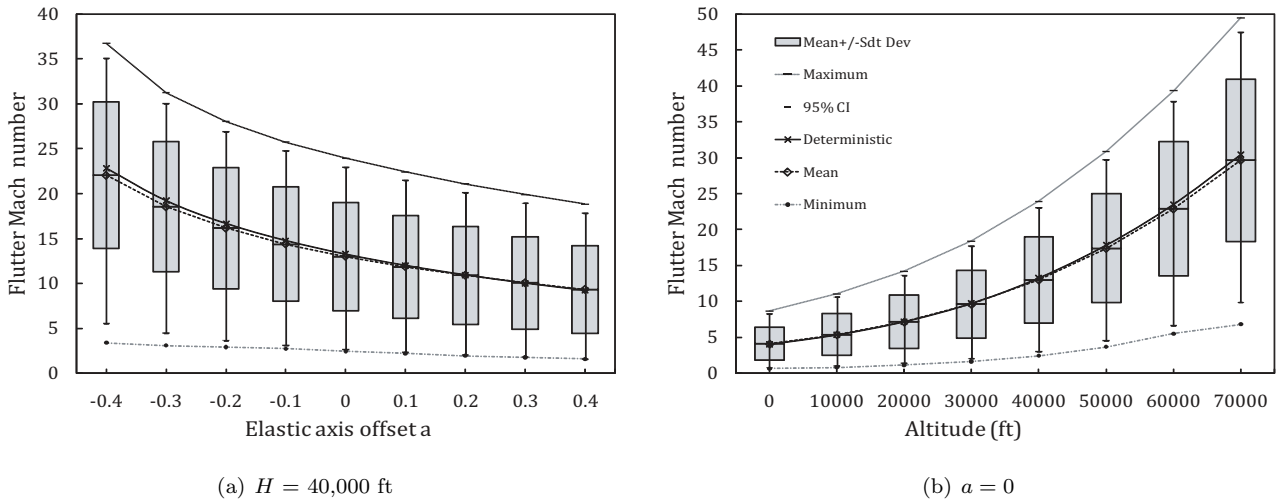 Flutter Mach number
40
35
30
25
20
15
10
5
0
-0.4 -0.3 -0.2 -0.1 0 0.1 0.2 0.3 0.4
Elastic axis offset a
(a) H = 40,000 ft
Flutter Mach number
50
45
40
35
30
25
20
15
10
5
0
Mean+/-Sdt Dev
Maximum
95% CI
Deterministic
Mean
Minimum
0 10000 20000 30000 40000 50000 60000 70000
Altitude (ft)
(b) a = 0